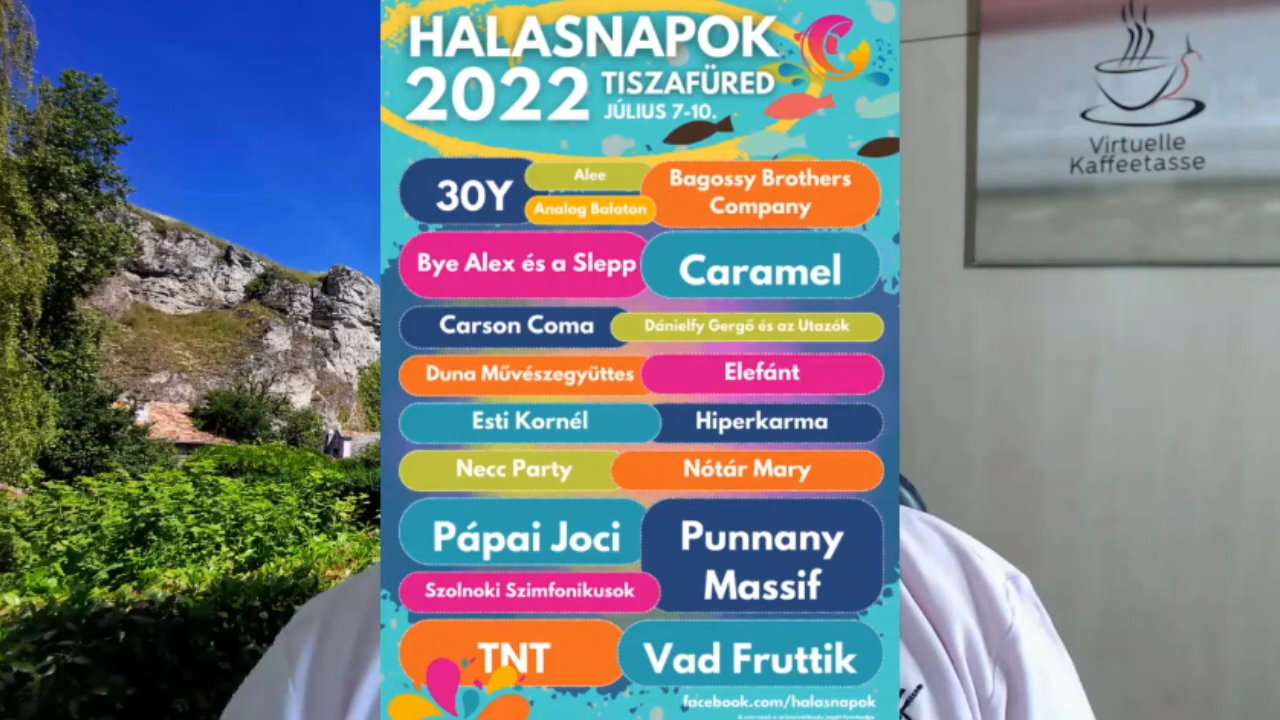 HALASNAPOK
2022 TISZAFÜRED
JÚLIUS 7-10.
30Y
Alee
Analog Balaton
Bagossy Brothers
Company
Bye Alex és a Slepp
Caramel
Carson Coma
Dánielfy Gergő és az Utazók
Duna Művészegyüttes
Elefánt
Esti Kornél
Hiperkarma
Necc Party
Nótár Mary
Pápai Joci
Punnany
Massif
Szolnoki Szimfonikusok
TNT
Vad Fruttik
facebook.com/halasnapok
Virtuelle
Kaffeetasse